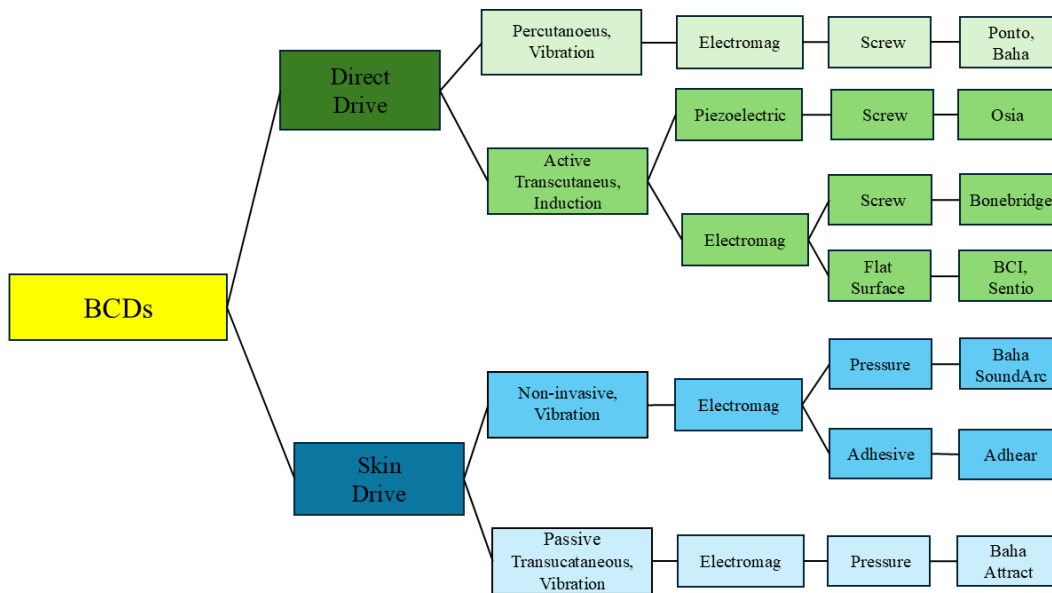 BCDs
Direct
Drive
Percutanoeus,
Vibration
Electromag
Screw
Ponto,
Baha
Active
Transcutaneus,
Induction
Piezoelectric
Screw
Osia
Electromag
Screw
Bonebridge
Flat
Surface
BCI,
Sentio
Skin
Drive
Non-invasive,
Vibration
Electromag
Pressure
Baha
SoundArc
Adhesive
Adhear
Passive
Transucataneous,
Vibration
Electromag
Pressure
Baha
Attract